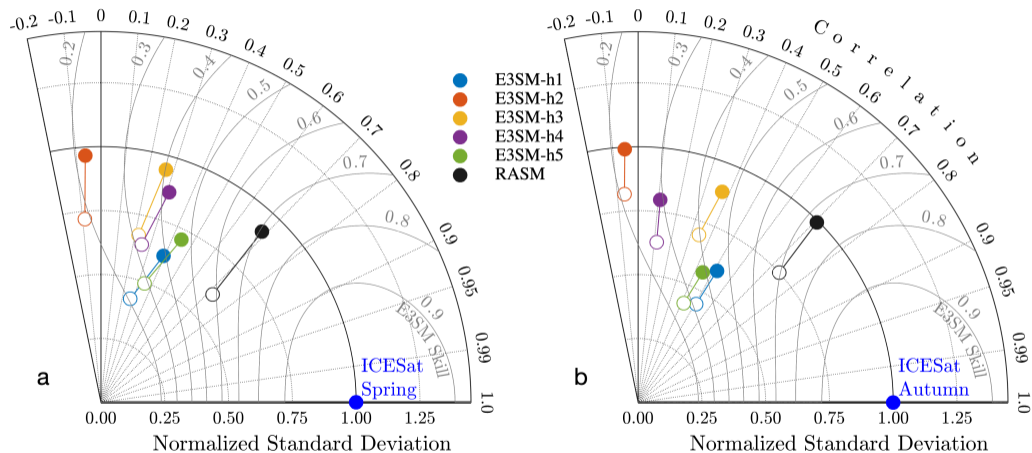 -0.2 -0.1 0 0.1 0.2 0.3 0.4 0.5 0.6 0.7 0.8 0.9 0.95 0.99 1.0
0.2 0.3 0.4 0.5 0.6 0.7 0.8 0.9
E3SM Skill
ICESat
Spring
a
0.00 0.25 0.50 0.75 1.00 1.25
Normalized Standard Deviation
E3SM-h1
E3SM-h2
E3SM-h3
E3SM-h4
E3SM-h5
RASM
-0.2 -0.1 0 0.1 0.2 0.3 0.4 0.5 0.6 0.7 0.8 0.9 0.95 0.99 1.0
Correlation
0.2 0.3 0.4 0.5 0.6 0.7 0.8 0.9
E3SM Skill
ICESat
Autumn
b
0.00 0.25 0.50 0.75 1.00 1.25
Normalized Standard Deviation